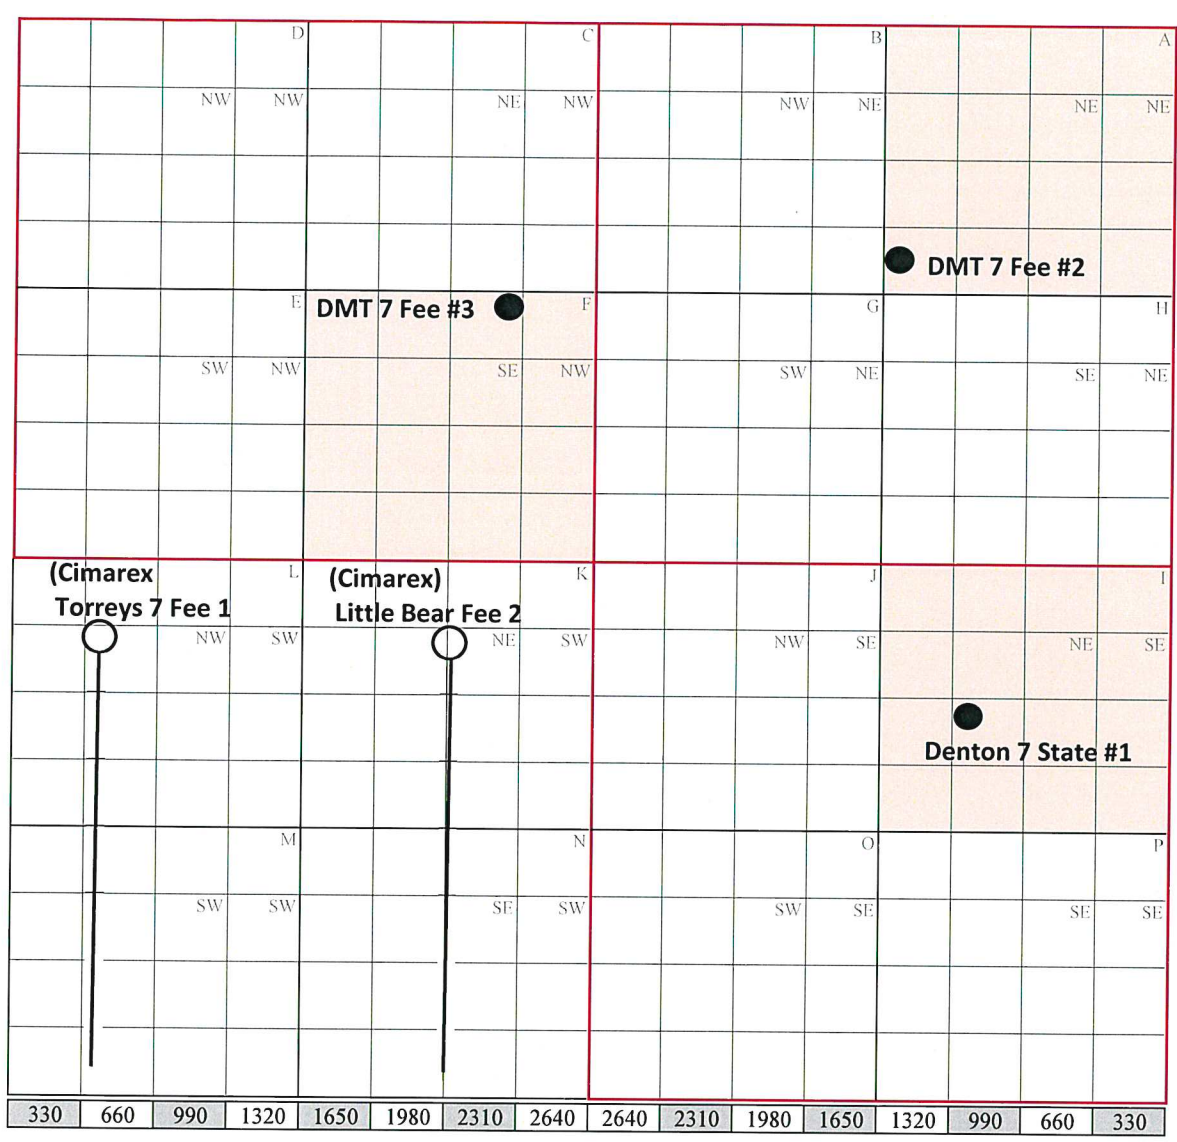 D C B A
NW NW NE NW NW NE NE NE
DMT 7 Fee #2
E DMT 7 Fee #3 F G H
SW NW SE NW SW NE SE NE
(Cimarex L (Cimarex) K J I
Torreys 7 Fee 1 Little Bear Fee 2
NW SW NE SW NW SE NE SE
Denton 7 State #1
M N O P
SW SW SE SW SW SE SE SE
330 660 990 1320 1650 1980 2310 2640 2640 2310 1980 1650 1320 990 660 330